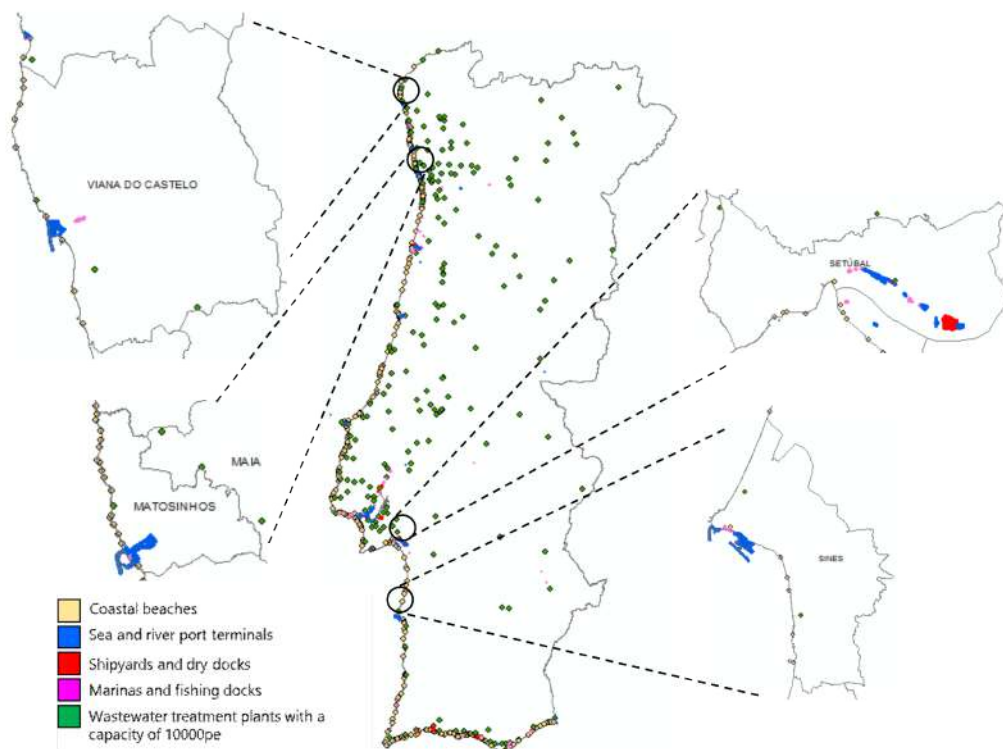 VIANA DO CASTELO
SETÚBAL
MAIA
MATOSINHOS
SINES
Coastal beaches
Sea and river port terminals
Shipyards and dry docks
Marinas and fishing docks
Wastewater treatment plants with a
capacity of 10000pe